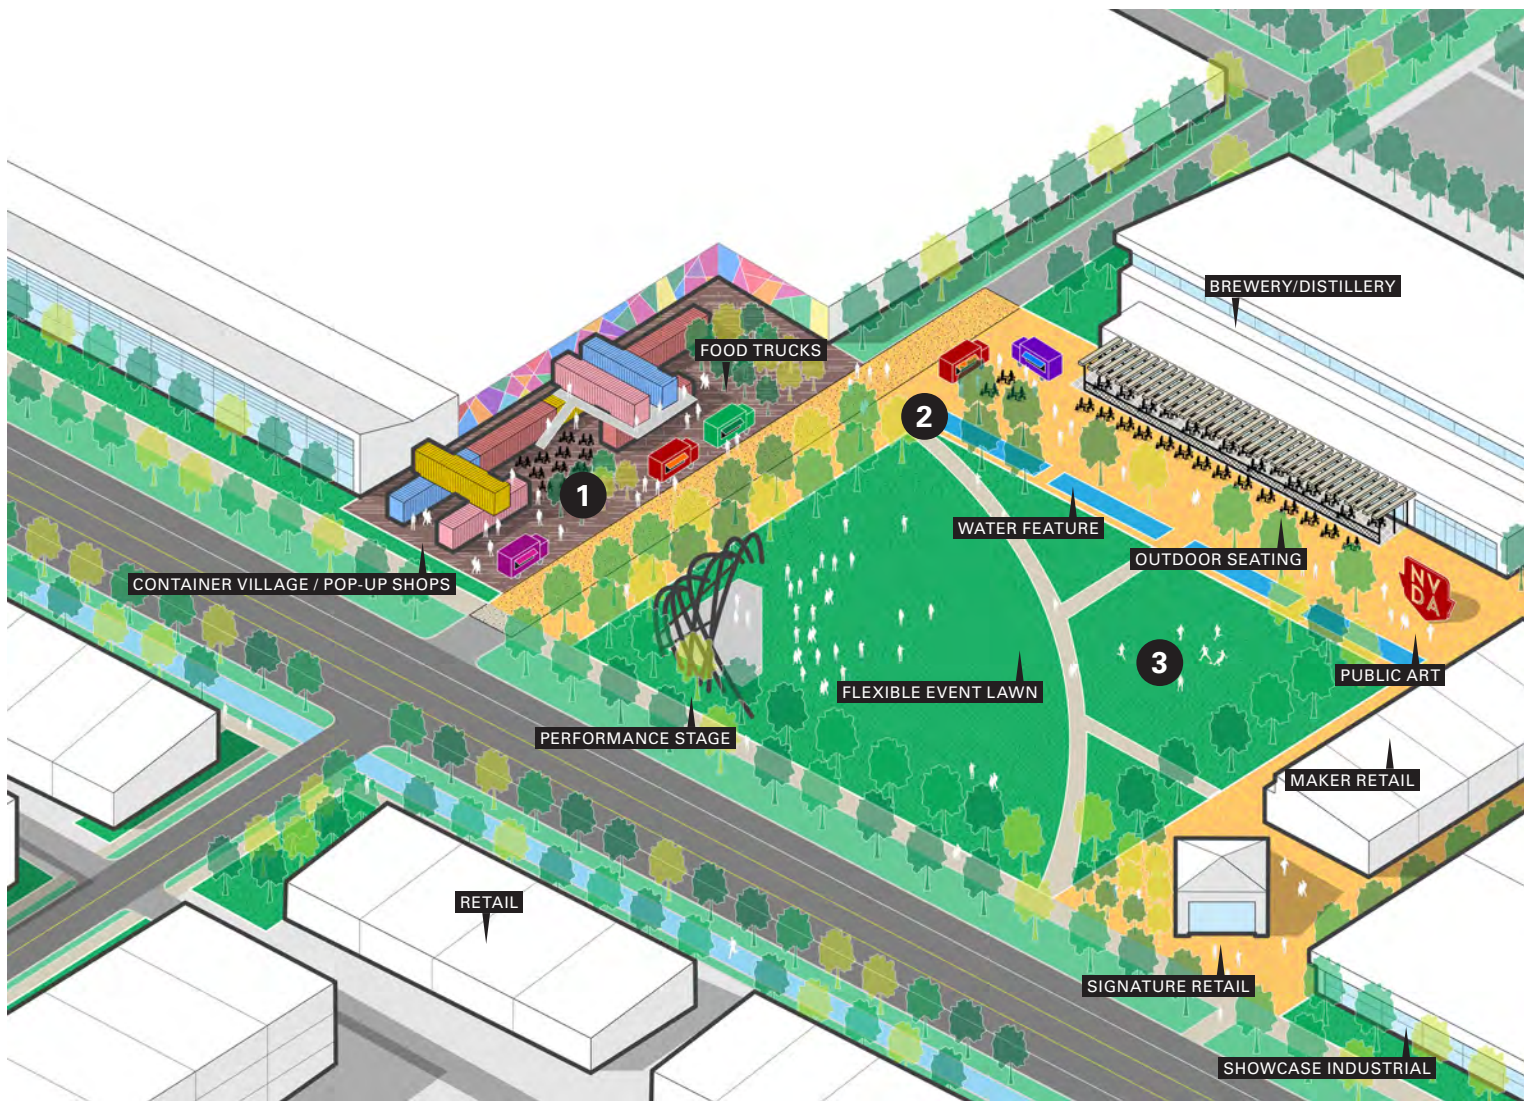 BREWERY/DISTILLERY
FOOD TRUCKS
2
1
WATER FEATURE
OUTDOOR SEATING
CONTAINER VILLAGE / POP-UP SHOPS
NV
DA
3
PUBLIC ART
FLEXIBLE EVENT LAWN
PERFORMANCE STAGE
MAKER RETAIL
RETAIL
SIGNATURE RETAIL
SHOWCASE INDUSTRIAL